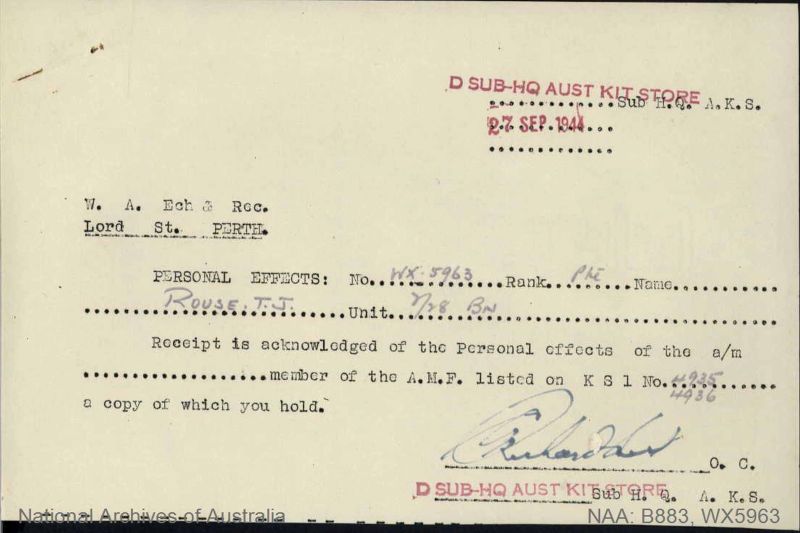 D SUB-HQ AUST KIT STORE
............Sub H.Q. A.K.S.
27 SEP 194
............
............
W. A. Ech & Rec.
Lord St. PERTH.
PERSONAL EFFECTS: No. WX 5963 Rank Pte Name
ROUSE. T.J. Unit 2/28 BN
Receipt is acknowledged of the Personal effects of the a/m
....................member of the A.M.F. listed on K S 1 No. 4935
4936
a copy of which you hold.
O. C.
D SUB-HQ AUST KIT STORE
Sub H. Q. A. K. S.
National Archives of Australia
NAA: B883, WX5963